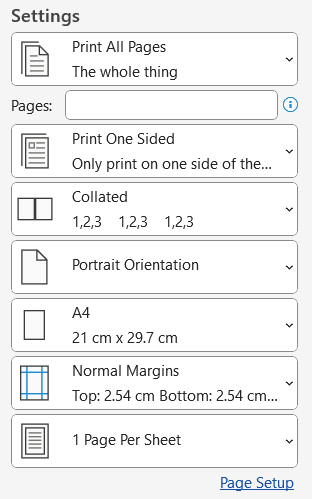 Settings
Print All Pages
The whole thing
Pages:
Print One Sided
Only print on one side of the...
Collated
1,2,3 1,2,3 1,2,3
Portrait Orientation
A4
21 cm x 29.7 cm
Normal Margins
Top: 2.54 cm Bottom: 2.54 cm...
1 Page Per Sheet
Page Setup